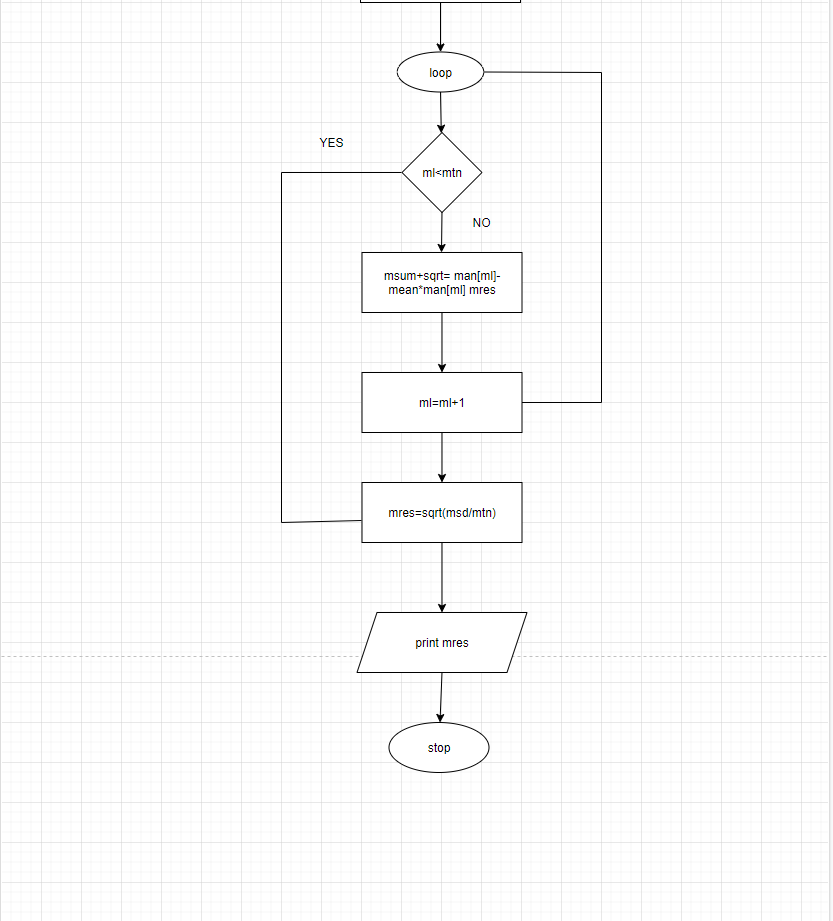 loop
YES
ml<mtn
NO
msum+sqrt= man[ml]-
mean*man[ml] mres
ml=ml+1
mres=sqrt(msd/mtn)
print mres
stop